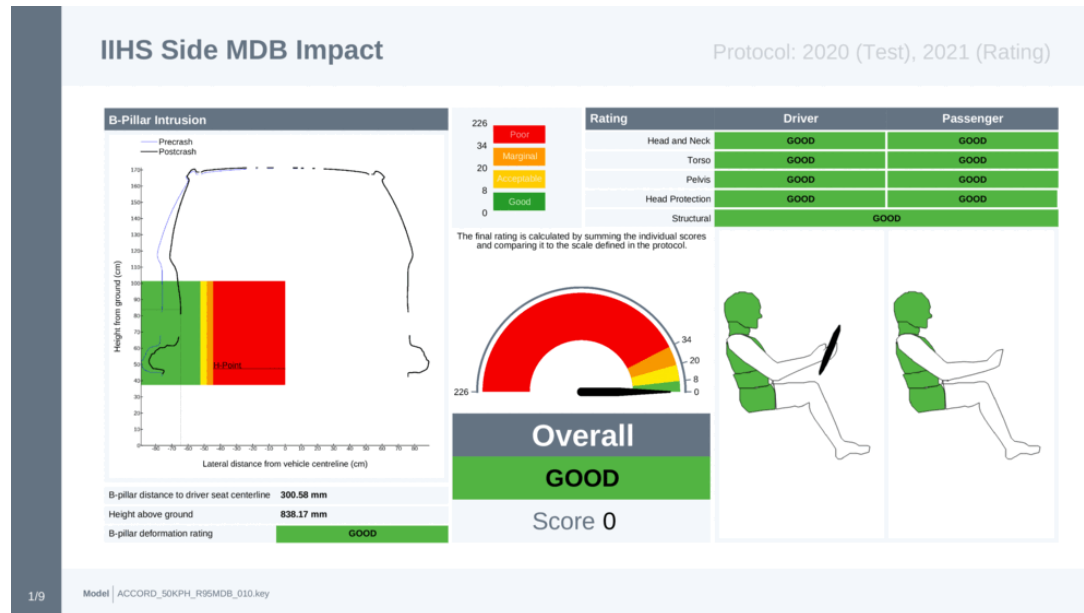 IIHS Side MDB Impact
Protocol: 2020 (Test), 2021 (Rating)
B-Pillar Intrusion
Precrash
Postcrash
170
160
150
140
130
120
110
100
90
80
70
60
50
40
30
20
10
0
-80 -70 -60 -50 -40 -30 -20 -10 0 10 20 30 40 50 60 70 80
Height from ground (cm)
H-Point
Lateral distance from vehicle centreline (cm)
B-pillar distance to driver seat centerline 300.58 mm
Height above ground 838.17 mm
B-pillar deformation rating GOOD
226
Poor
34
Marginal
20
Acceptable
8
Good
0
The final rating is calculated by summing the individual scores
and comparing it to the scale defined in the protocol.
34
20
8
0
226
Overall
GOOD
Score 0
Rating Driver Passenger
Head and Neck GOOD GOOD
Torso GOOD GOOD
Pelvis GOOD GOOD
Head Protection GOOD GOOD
Structural GOOD
1/9
Model ACCORD_50KPH_R95MDB_010.key